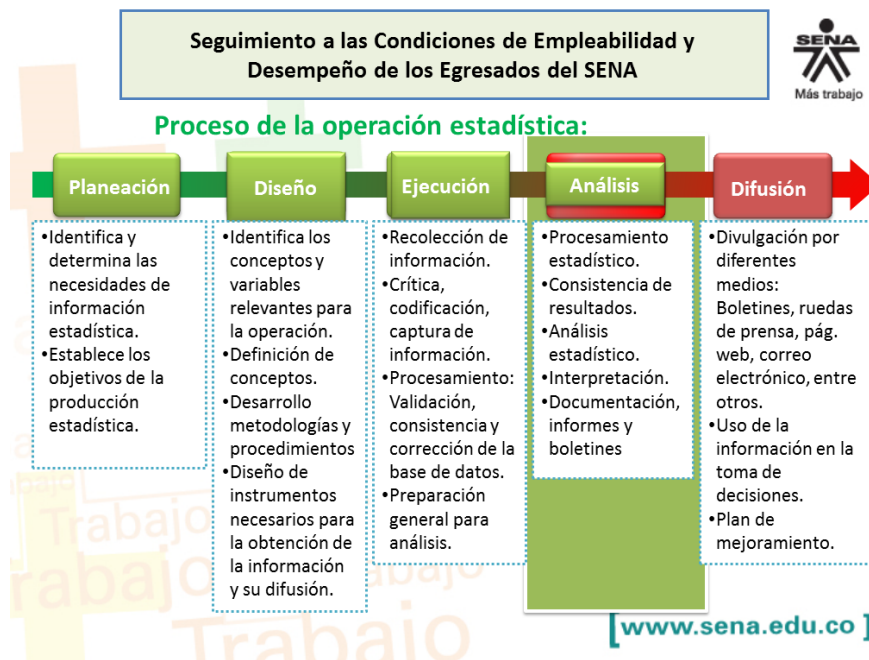 Seguimiento a las Condiciones de Empleabilidad y
Desempeño de los Egresados del SENA
SENA
Más trabajo
Proceso de la operación estadística:
Planeación
Diseño
Ejecución
Análisis
Difusión
•Identifica y
determina las
necesidades de
información
estadística.
•Establece los
objetivos de la
producción
estadística.
•Identifica los
conceptos y
variables
relevantes para
la operación.
•Definición de
conceptos.
•Desarrollo
metodologías y
procedimientos
•Diseño de
instrumentos
necesarios para
la obtención de
la información
y su difusión.
•Recolección de
información.
•Crítica,
codificación,
captura de
información.
•Procesamiento:
Validación,
consistencia y
corrección de la
base de datos.
•Preparación
general para
análisis.
•Procesamiento
estadístico.
•Consistencia de
resultados.
•Análisis
estadístico.
•Interpretación.
•Documentación,
informes y
boletines
•Divulgación por
diferentes
medios:
Boletines, ruedas
de prensa, pág.
web, correo
electrónico, entre
otros.
•Uso de la
información en la
toma de
decisiones.
•Plan de
mejoramiento.
Trabajo
Trabajo
[www.sena.edu.co ]